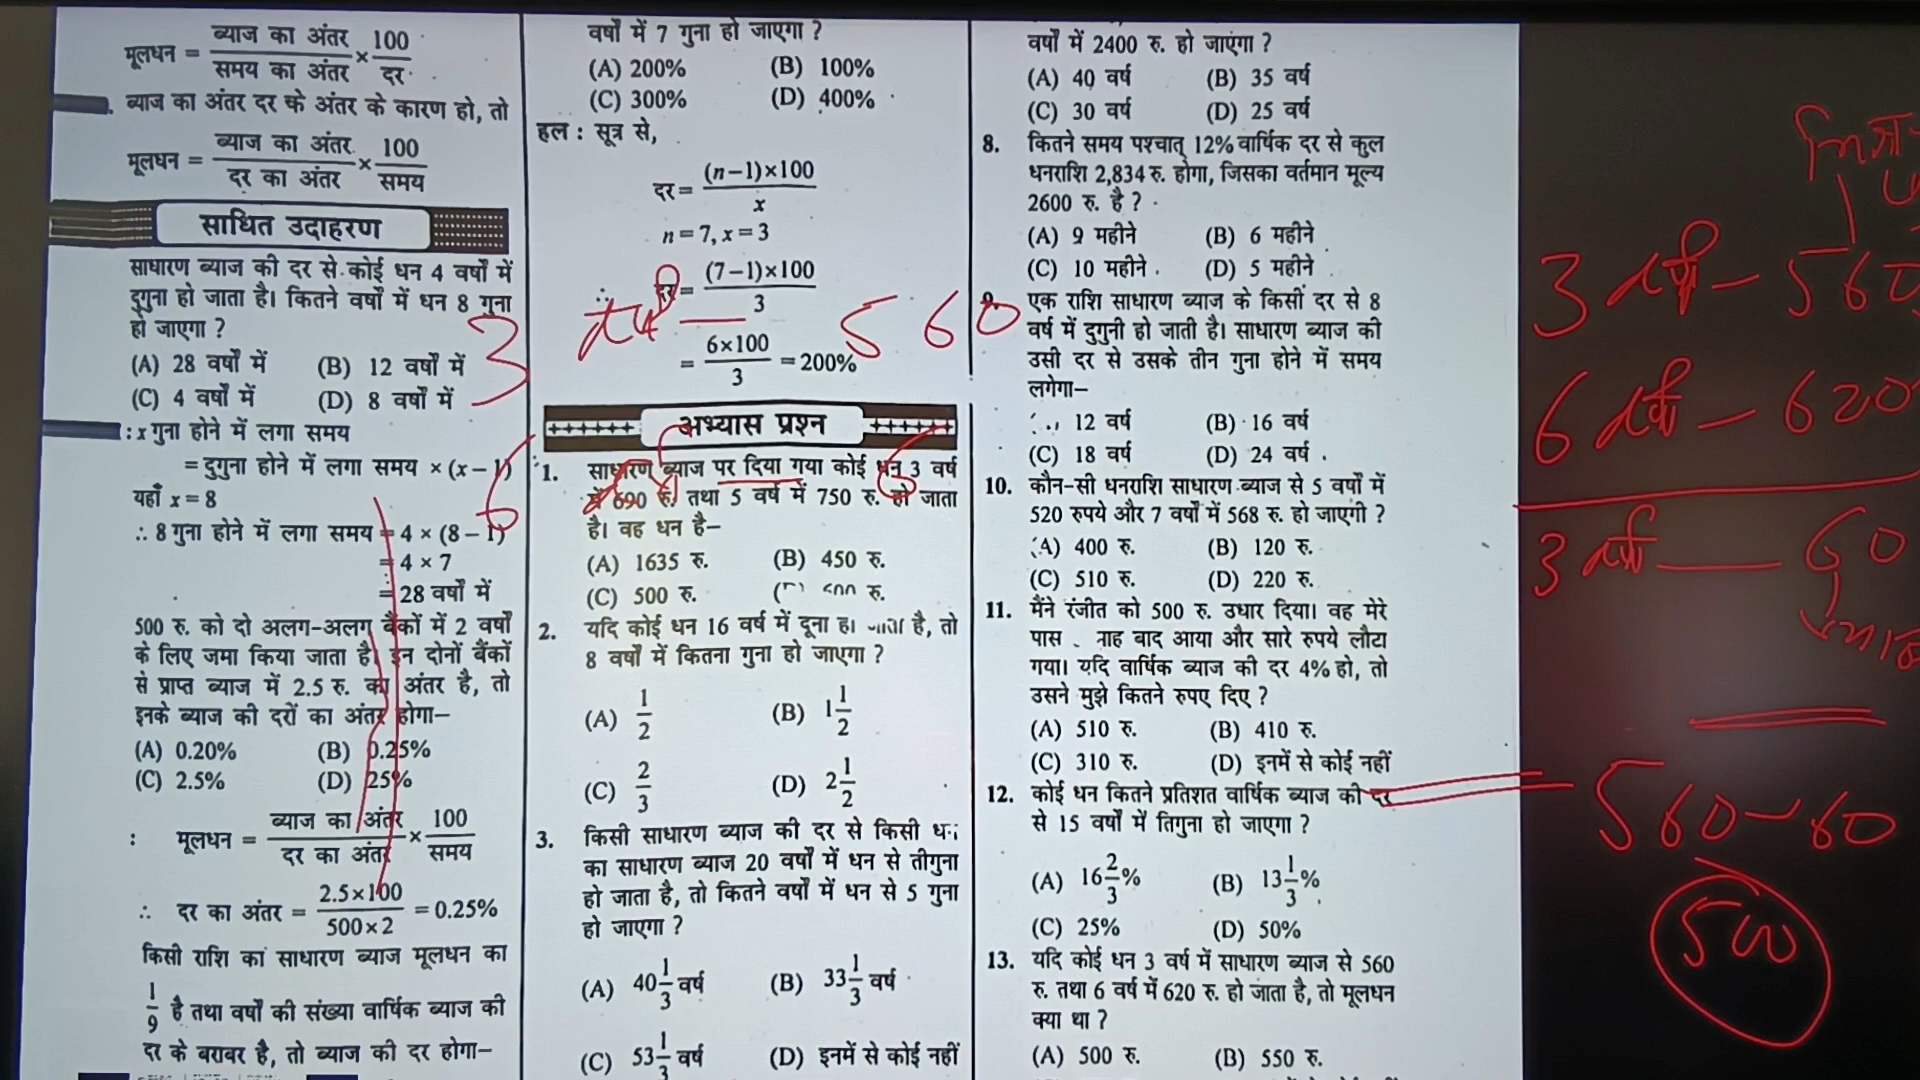 मूलधन = ब्याज का अंतर / समय का अंतर × 100 / दर
ब्याज का अंतर दर के अंतर के कारण हो, तो
मूलधन = ब्याज का अंतर / दर का अंतर × 100 / समय
साधित उदाहरण
साधारण ब्याज की दर से कोई धन 4 वर्षों में
दुगुना हो जाता है। कितने वर्षों में धन 8 गुना
हो जाएगा ?
(A) 28 वर्षों में (B) 12 वर्षों में
(C) 4 वर्षों में (D) 8 वर्षों में
: x गुना होने में लगा समय
= दुगुना होने में लगा समय × (x – 1)
यहाँ x = 8
∴ 8 गुना होने में लगा समय = 4 × (8 – 1)
= 4 × 7
= 28 वर्षों में
500 रु. को दो अलग-अलग बैंकों में 2 वर्षों
के लिए जमा किया जाता है। इन दोनों बैंकों
से प्राप्त ब्याज में 2.5 रु. का अंतर है, तो
इनके ब्याज की दरों का अंतर होगा–
(A) 0.20% (B) 0.25%
(C) 2.5% (D) 25%
: मूलधन = ब्याज का अंतर / दर का अंतर × 100 / समय
∴ दर का अंतर = 2.5×100 / 500×2 = 0.25%
किसी राशि का साधारण ब्याज मूलधन का
1/9 है तथा वर्षों की संख्या वार्षिक ब्याज की
दर के बराबर है, तो ब्याज की दर होगा–
वर्षों में 7 गुना हो जाएगा ?
(A) 200% (B) 100%
(C) 300% (D) 400%
हल : सूत्र से,
दर = (n–1)×100 / x
n = 7, x = 3
∴ दर = (7–1)×100 / 3
= 6×100 / 3 = 200%
3 वर्ष — 560
6
अभ्यास प्रश्न
1. साधारण ब्याज पर दिया गया कोई धन 3 वर्ष
में 690 रु. तथा 5 वर्ष में 750 रु. हो जाता
है। वह धन है–
(A) 1635 रु. (B) 450 रु.
(C) 500 रु. रु.
2. यदि कोई धन 16 वर्ष में दूना है, तो
8 वर्षों में कितना गुना हो जाएगा ?
(A) 1/2 (B) 1 1/2
(C) 2/3 (D) 2 1/2
3. किसी साधारण ब्याज की दर से किसी
का साधारण ब्याज 20 वर्षों में धन से तीगुना
हो जाता है, तो कितने वर्षों में धन से 5 गुना
हो जाएगा ?
(A) 40 1/3 वर्ष (B) 33 1/3 वर्ष
(C) 53 1/3 वर्ष (D) इनमें से कोई नहीं
वर्षों में 2400 रु. हो जाएगा ?
(A) 40 वर्ष (B) 35 वर्ष
(C) 30 वर्ष (D) 25 वर्ष
8. कितने समय पश्चात् 12% वार्षिक दर से कुल
धनराशि 2,834 रु. होगा, जिसका वर्तमान मूल्य
2600 रु. है ?
(A) 9 महीने (B) 6 महीने
(C) 10 महीने (D) 5 महीने
9. एक राशि साधारण ब्याज के किसी दर से 8
वर्ष में दुगुनी हो जाती है। साधारण ब्याज की
उसी दर से उसके तीन गुना होने में समय
लगेगा–
12 वर्ष (B) 16 वर्ष
(C) 18 वर्ष (D) 24 वर्ष
10. कौन-सी धनराशि साधारण ब्याज से 5 वर्षों में
520 रुपये और 7 वर्षों में 568 रु. हो जाएगी ?
(A) 400 रु. (B) 120 रु.
(C) 510 रु. (D) 220 रु.
11. मैंने रंजीत को 500 रु. उधार दिया। वह मेरे
पास बाद आया और सारे रुपये लौटा
गया। यदि वार्षिक ब्याज की दर 4% हो, तो
उसने मुझे कितने रुपए दिए ?
(A) 510 रु. (B) 410 रु.
(C) 310 रु. (D) इनमें से कोई नहीं
12. कोई धन कितने प्रतिशत वार्षिक ब्याज की दर
से 15 वर्षों में तिगुना हो जाएगा ?
(A) 16 2/3% (B) 13 1/3%
(C) 25% (D) 50%
13. यदि कोई धन 3 वर्ष में साधारण ब्याज से 560
रु. तथा 6 वर्ष में 620 रु. हो जाता है, तो मूलधन
क्या था ?
(A) 500 रु. (B) 550 रु.
3 वर्ष – 560
6 वर्ष – 620
3 वर्ष — 60
560 – 60
500